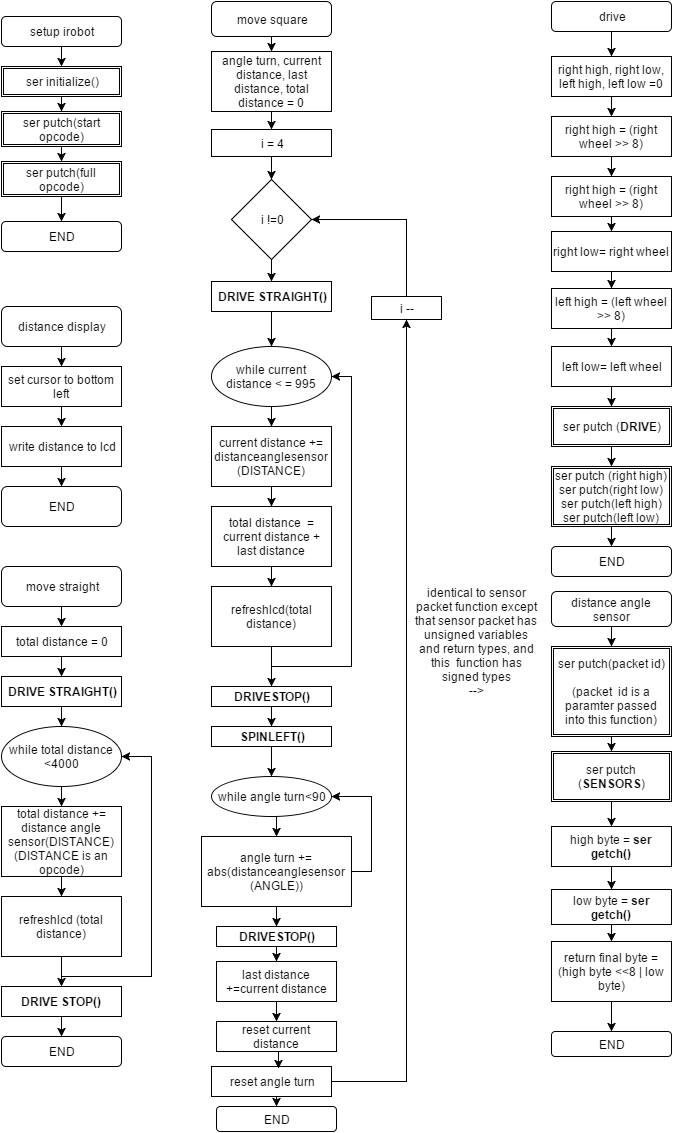 setup irobot
ser initialize()
ser putch(start
opcode)
ser putch(full
opcode)
END
distance display
set cursor to bottom
left
write distance to lcd
END
move straight
total distance = 0
DRIVE STRAIGHT()
while total distance
<4000
total distance +=
distance angle
sensor(DISTANCE)
(DISTANCE is an
opcode)
refreshlcd (total
distance)
DRIVE STOP()
END
move square
angle turn, current
distance, last
distance, total
distance = 0
i = 4
i !=0
DRIVE STRAIGHT()
i --
while current
distance < = 995
current distance +=
distanceanglesensor
(DISTANCE)
total distance =
current distance +
last distance
refreshlcd(total
distance)
DRIVESTOP()
SPINLEFT()
while angle turn<90
angle turn +=
abs(distanceanglesensor
(ANGLE))
DRIVESTOP()
last distance
+=current distance
reset current
distance
reset angle turn
END
identical to sensor
packet function except
that sensor packet has
unsigned variables
and return types, and
this function has
signed types
-->
drive
right high, right low,
left high, left low =0
right high = (right
wheel >> 8)
right high = (right
wheel >> 8)
right low= right wheel
left high = (left wheel
>> 8)
left low= left wheel
ser putch (DRIVE)
ser putch (right high)
ser putch(right low)
ser putch(left high)
ser putch(left low)
END
distance angle
sensor
ser putch(packet id)
(packet id is a
paramter passed
into this function)
ser putch
(SENSORS)
high byte = ser
getch()
low byte = ser
getch()
return final byte =
(high byte <<8 | low
byte)
END